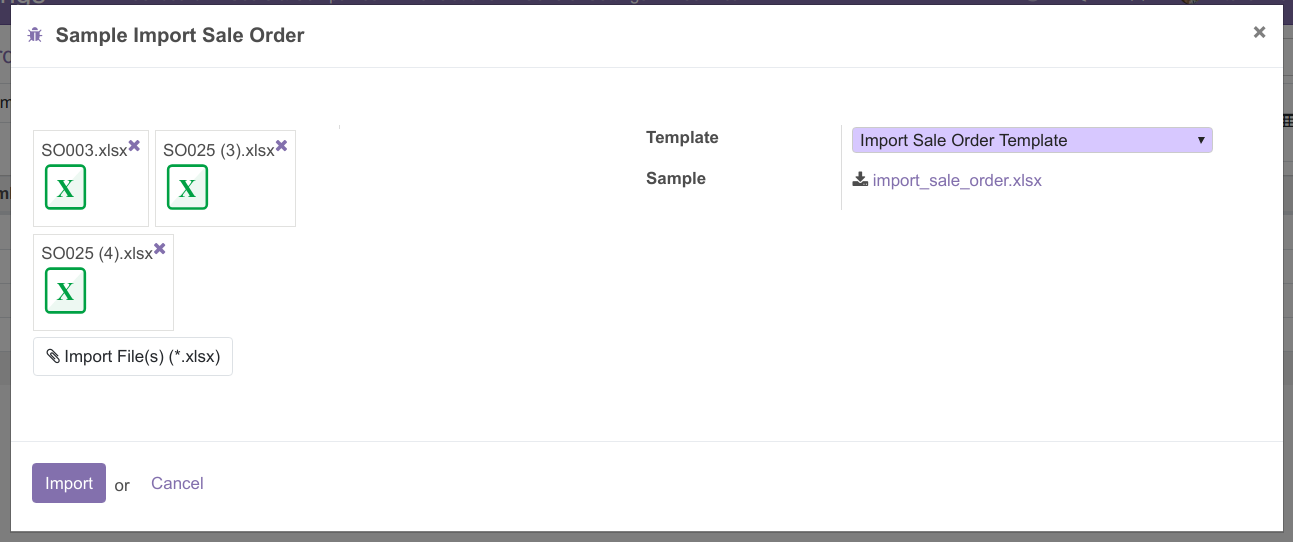 Sample Import Sale Order
SO003.xlsx
SO025 (3).xlsx
SO025 (4).xlsx
Import File(s) (*.xlsx)
Template
Import Sale Order Template
Sample
import_sale_order.xlsx
Import or Cancel